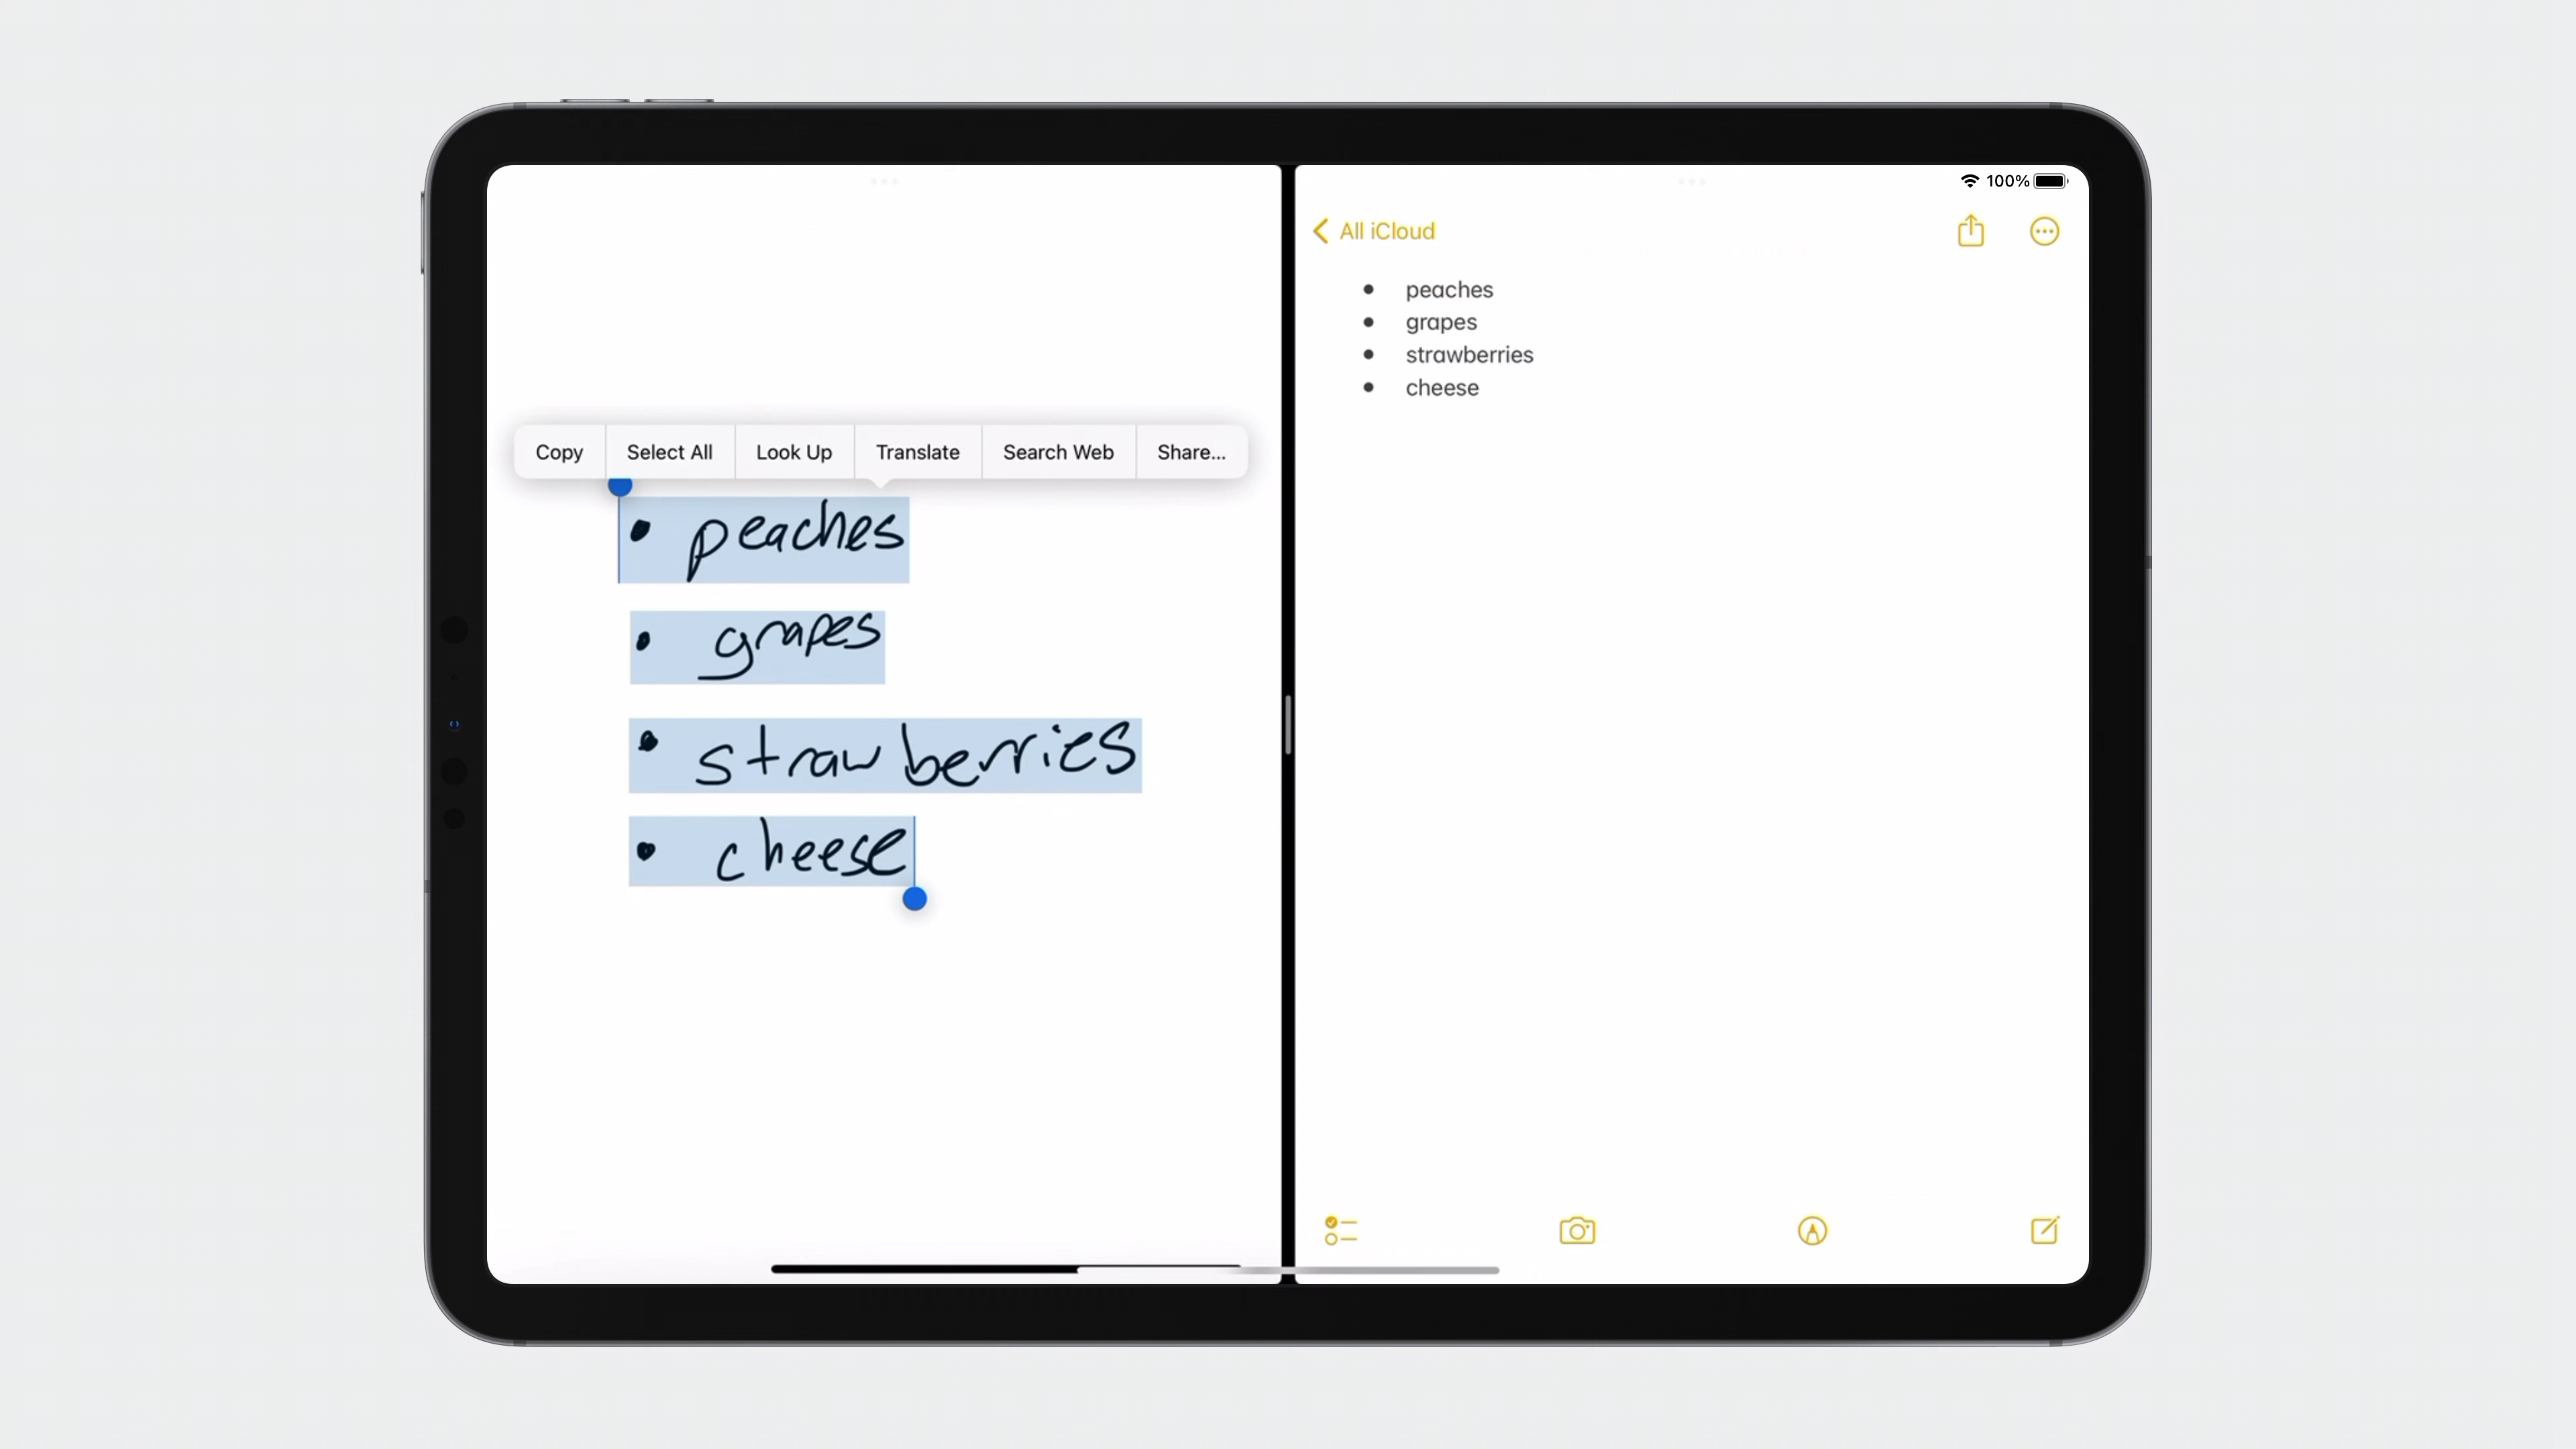 100%
All iCloud
• peaches
• grapes
• strawberries
• cheese
Copy Select All Look Up Translate Search Web Share...
• peaches
• grapes
• strawberries
• cheese